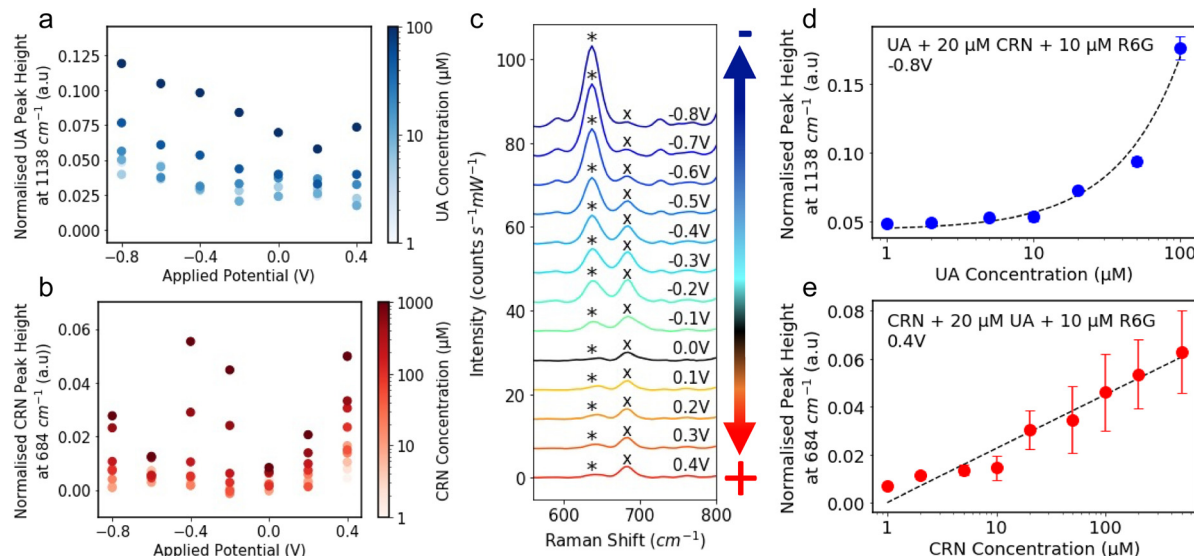 a
Normalised UA Peak Height
at 1138 cm⁻¹ (a.u)
0.125
0.100
0.075
0.050
0.025
0.000
−0.8
−0.4
0.0
0.4
Applied Potential (V)
100
10
1
UA Concentration (µM)
b
Normalised CRN Peak Height
at 684 cm⁻¹ (a.u))
0.06
0.04
0.02
0.00
−0.8
−0.4
0.0
0.4
Applied Potential (V)
1000
100
10
1
CRN Concentration (µM)
c
Intensity (counts s⁻¹mW⁻¹)
100
80
60
40
20
0
*
* x -0.8V
* x -0.7V
* x -0.6V
* x -0.5V
* x -0.4V
* x -0.3V
* x -0.2V
* x -0.1V
* x 0.0V
* x 0.1V
* x 0.2V
* x 0.3V
* x 0.4V
600
700
800
Raman Shift (cm⁻¹)
-
+
d
UA + 20 µM CRN + 10 µM R6G
-0.8V
Normalised Peak Height
at 1138 cm⁻¹ (a.u)
0.15
0.10
0.05
1
10
100
UA Concentration (µM)
e
CRN + 20 µM UA + 10 µM R6G
0.4V
Normalised Peak Height
at 684 cm⁻¹ (a.u)
0.08
0.06
0.04
0.02
0.00
1
10
100
CRN Concentration (µM)